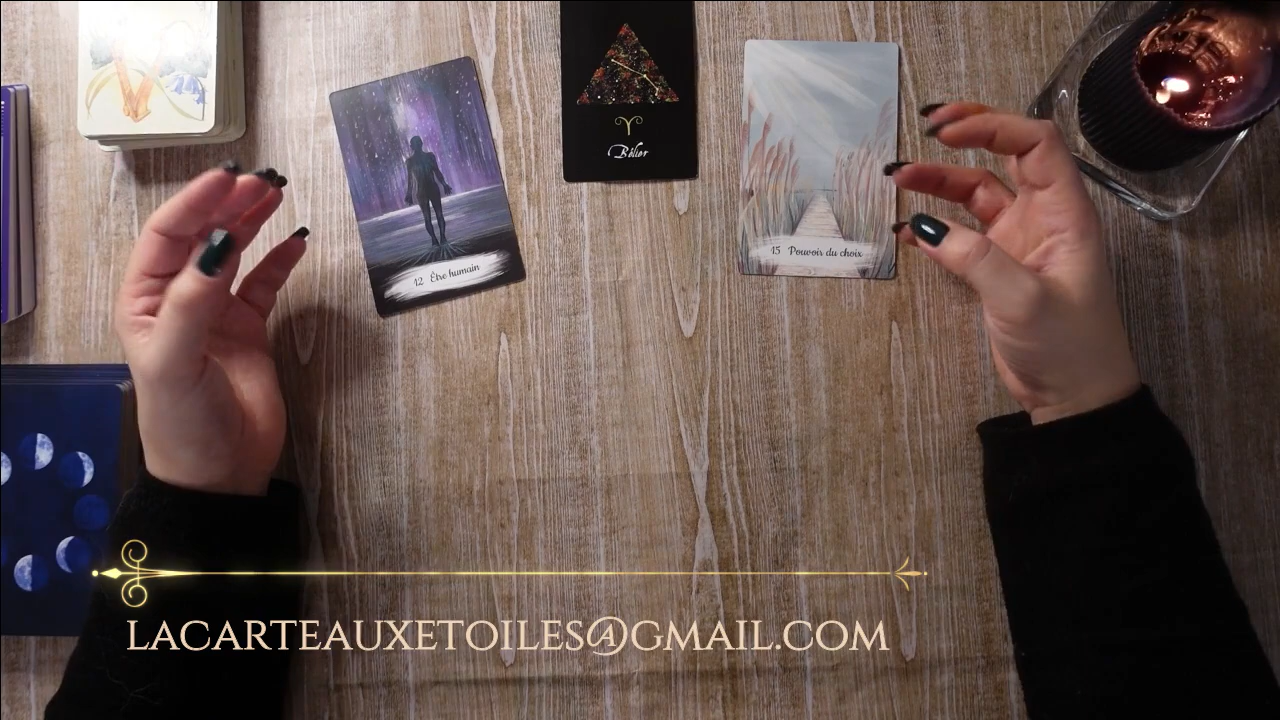 Bélier
12 Être humain
15 Pouvoir du choix
LACARTEAUXETOILES@GMAIL.COM